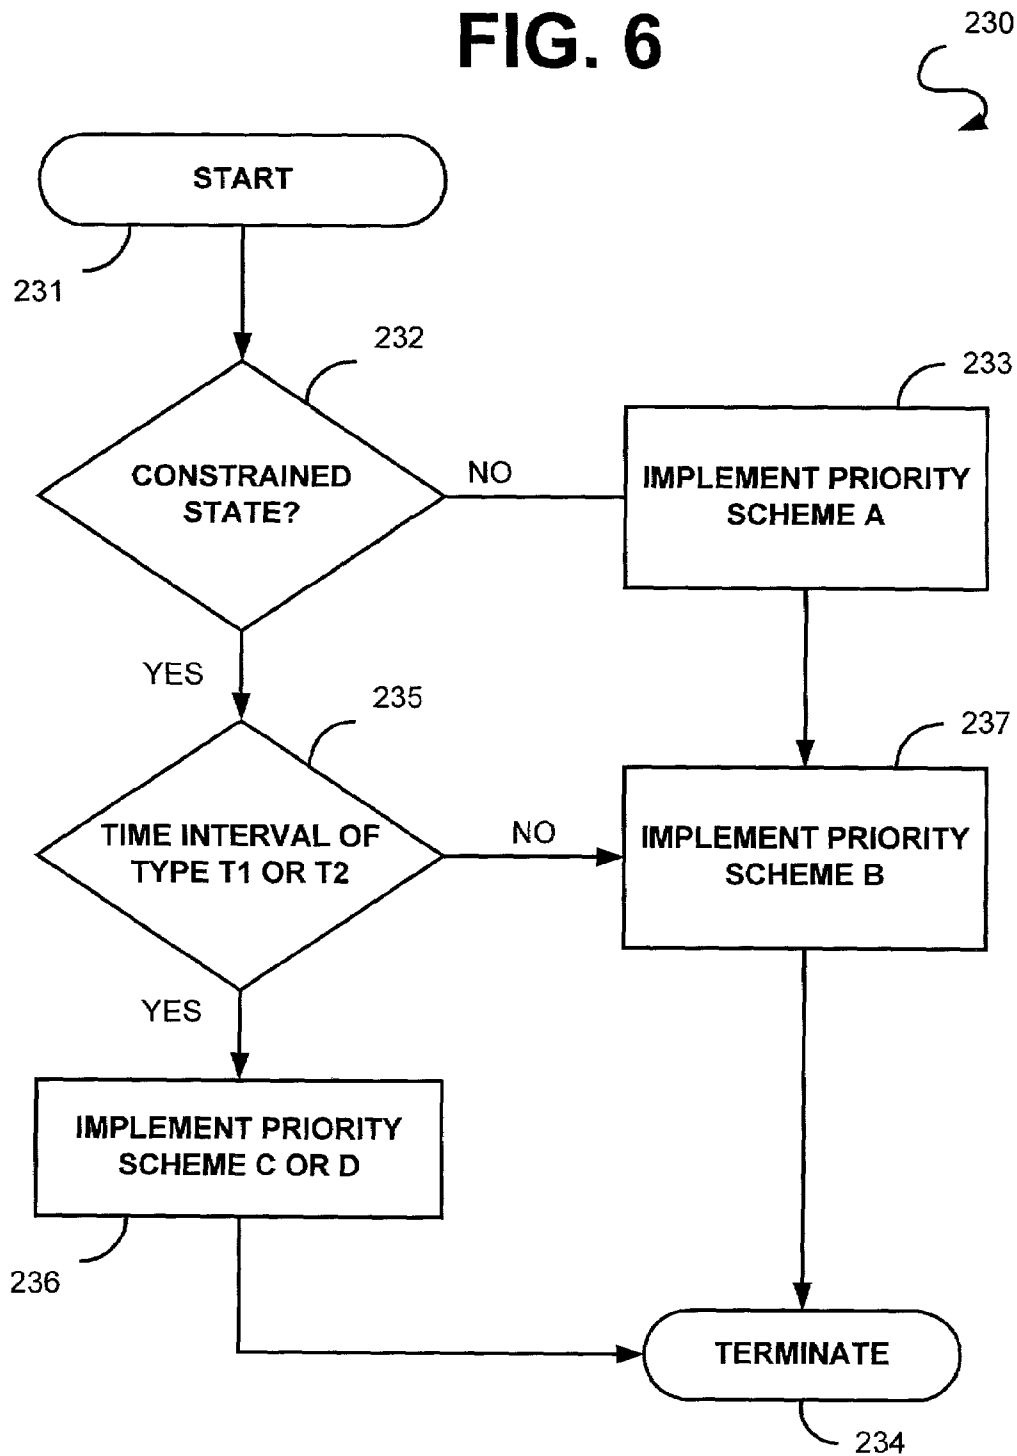 FIG. 6
230
START
231
232
233
CONSTRAINED
STATE?
NO
IMPLEMENT PRIORITY
SCHEME A
YES
235
237
TIME INTERVAL OF
TYPE T1 OR T2
NO
IMPLEMENT PRIORITY
SCHEME B
YES
IMPLEMENT PRIORITY
SCHEME C OR D
236
TERMINATE
234